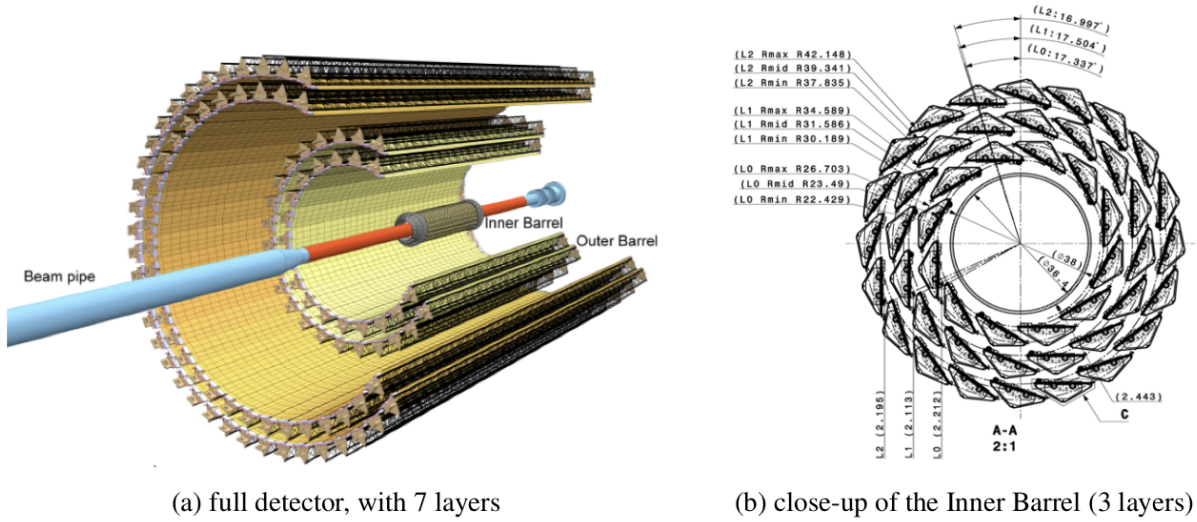 Beam pipe
Inner Barrel
Outer Barrel
(a) full detector, with 7 layers
(L2:16.997°)
(L1:17.504°)
(L0:17.337°)
(L2 Rmax R42.148)
(L2 Rmid R39.341)
(L2 Rmin R37.835)
(L1 Rmax R34.589)
(L1 Rmid R31.586)
(L1 Rmin R30.189)
(L0 Rmax R26.703)
(L0 Rmid R23.49)
(L0 Rmin R22.429)
(Ø38)
(Ø36.4)
L2 (2.195)
L1 (2.113)
L0 (2.212)
(2.443)
C
A-A
2:1
(b) close-up of the Inner Barrel (3 layers)